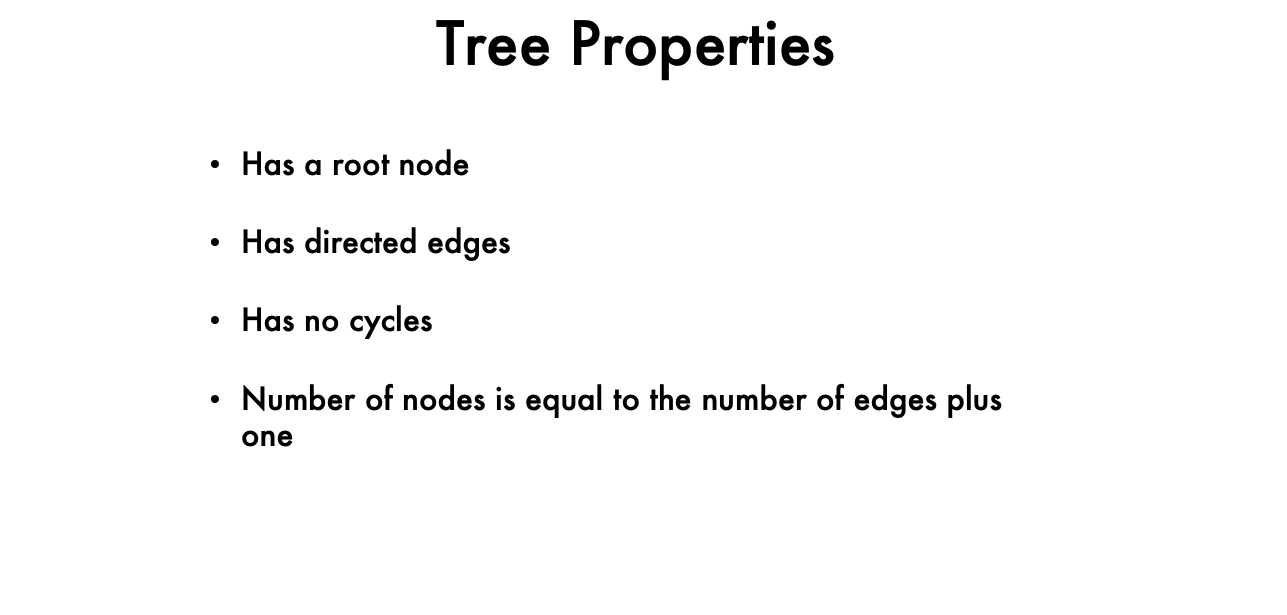 Tree Properties
• Has a root node
• Has directed edges
• Has no cycles
• Number of nodes is equal to the number of edges plus
one